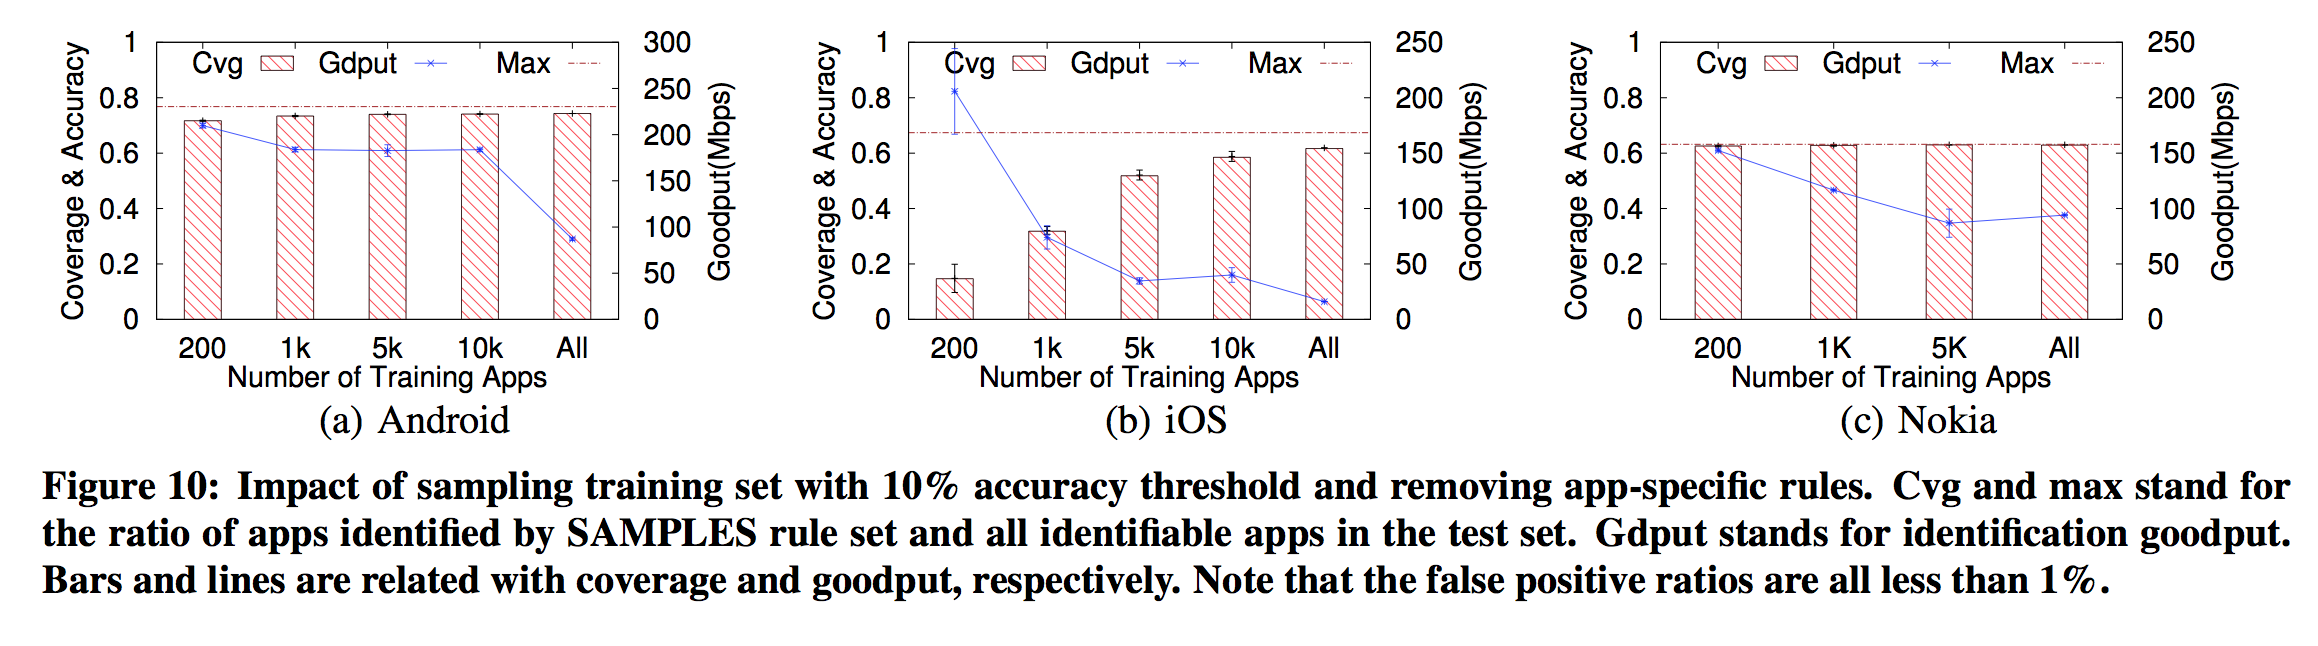 Coverage & Accuracy
1
0.8
0.6
0.4
0.2
0
Cvg Gdput Max
300
250
200
150
100
50
0
Goodput(Mbps)
200 1k 5k 10k All
Number of Training Apps
(a) Android
Coverage & Accuracy
1
0.8
0.6
0.4
0.2
0
Cvg Gdput Max
250
200
150
100
50
0
Goodput(Mbps)
200 1k 5k 10k All
Number of Training Apps
(b) iOS
Coverage & Accuracy
1
0.8
0.6
0.4
0.2
0
Cvg Gdput Max
250
200
150
100
50
0
Goodput(Mbps)
200 1K 5K All
Number of Training Apps
(c) Nokia
Figure 10: Impact of sampling training set with 10% accuracy threshold and removing app-specific rules. Cvg and max stand for
the ratio of apps identified by SAMPLES rule set and all identifiable apps in the test set. Gdput stands for identification goodput.
Bars and lines are related with coverage and goodput, respectively. Note that the false positive ratios are all less than 1%.